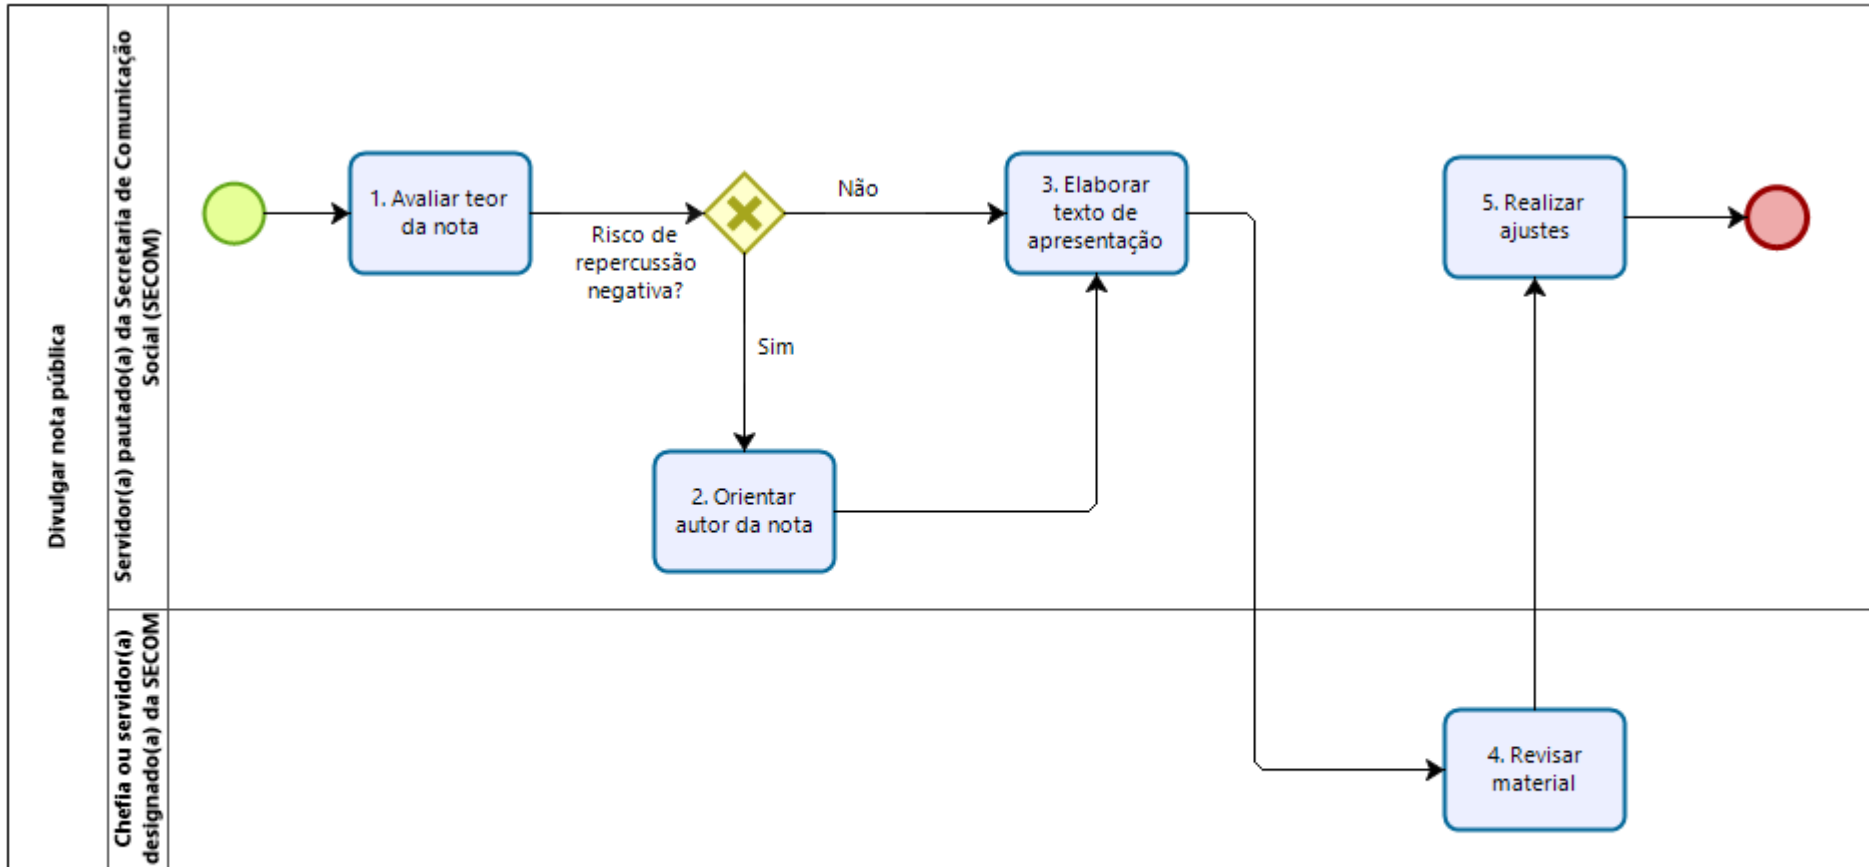 Divulgar nota pública
Servidor(a) pautado(a) da Secretaria de Comunicação
Social (SECOM)
1. Avaliar teor
da nota
Risco de
repercussão
negativa?
Não
Sim
2. Orientar
autor da nota
3. Elaborar
texto de
apresentação
5. Realizar
ajustes
Chefia ou servidor(a)
designado(a) da SECOM
4. Revisar
material